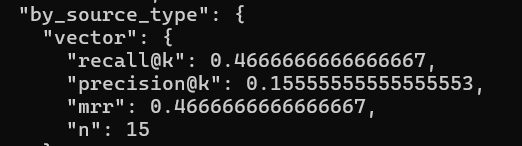 "by_source_type": {
"vector": {
"recall@k": 0.4666666666666667,
"precision@k": 0.15555555555555553,
"mrr": 0.4666666666666667,
"n": 15